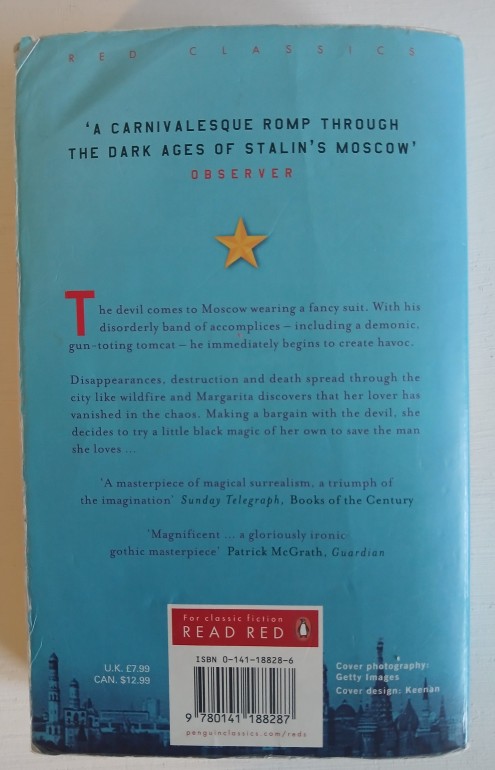 RED CLASSICS
'A CARNIVALESQUE ROMP THROUGH
THE DARK AGES OF STALIN'S MOSCOW'
OBSERVER
The devil comes to Moscow wearing a fancy suit. With his
disorderly band of accomplices – including a demonic,
gun-toting tomcat – he immediately begins to create havoc.
Disappearances, destruction and death spread through the
city like wildfire and Margarita discovers that her lover has
vanished in the chaos. Making a bargain with the devil, she
decides to try a little black magic of her own to save the man
she loves ...
'A masterpiece of magical surrealism, a triumph of
the imagination' Sunday Telegraph, Books of the Century
'Magnificent ... a gloriously ironic
gothic masterpiece' Patrick McGrath, Guardian
For classic fiction
READ RED
ISBN 0-141-18828-6
9 780141 188287
penguinclassics.com/reds
U.K. £7.99
CAN. $12.99
Cover photography:
Getty Images
Cover design: Keenan